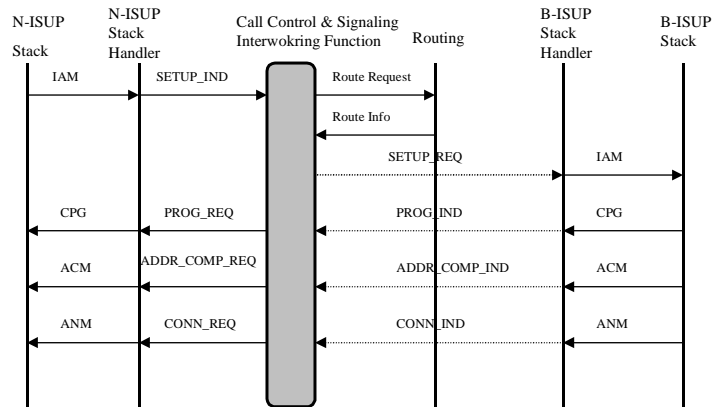 N-ISUP
Stack
N-ISUP
Stack
Handler
Call Control & Signaling
Interwokring Function
Routing
B-ISUP
Stack
Handler
B-ISUP
Stack
IAM
SETUP_IND
Route Request
Route Info
SETUP_REQ
IAM
CPG
PROG_REQ
PROG_IND
CPG
ACM
ADDR_COMP_REQ
ADDR_COMP_IND
ACM
ANM
CONN_REQ
CONN_IND
ANM